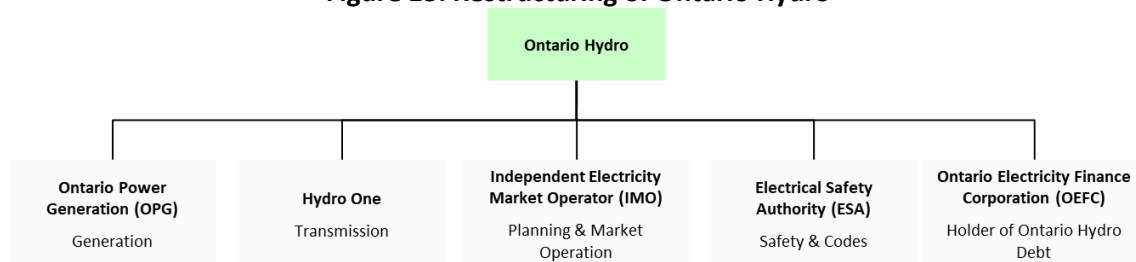 Figure 13: Restructuring of Ontario Hydro
Ontario Hydro
Ontario Power
Generation (OPG)
Generation
Hydro One
Transmission
Independent Electricity
Market Operator (IMO)
Planning & Market
Operation
Electrical Safety
Authority (ESA)
Safety & Codes
Ontario Electricity Finance
Corporation (OEFC)
Holder of Ontario Hydro
Debt